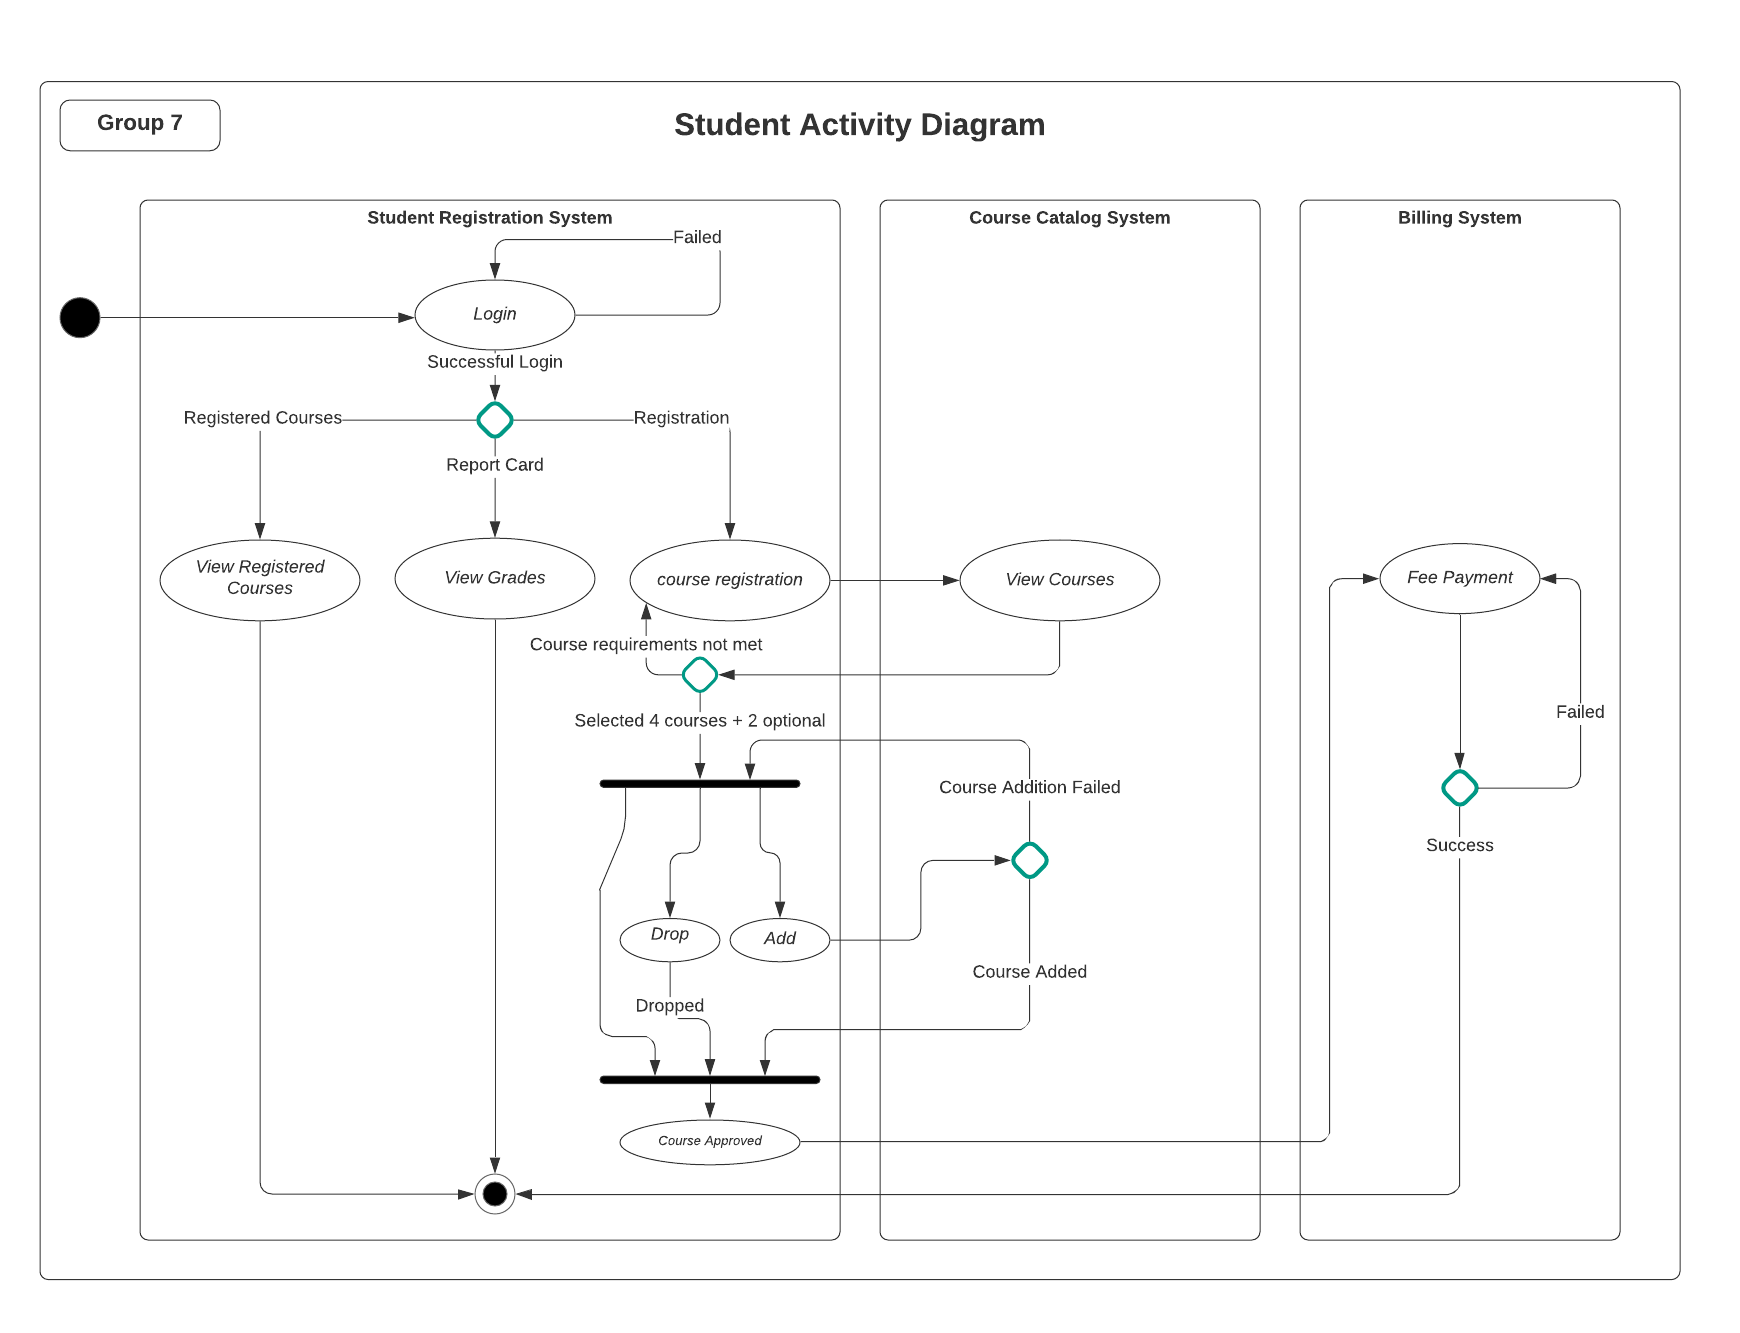 Group 7
Student Activity Diagram
Student Registration System
Course Catalog System
Billing System
Failed
Login
Successful Login
Registered Courses
Registration
Report Card
View Registered
Courses
View Grades
course registration
View Courses
Fee Payment
Course requirements not met
Selected 4 courses + 2 optional
Failed
Course Addition Failed
Success
Drop
Add
Course Added
Dropped
Course Approved